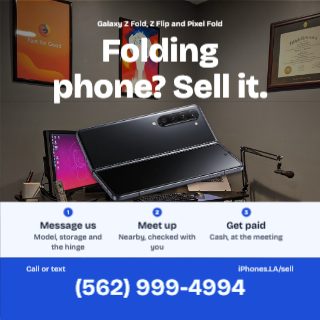 Galaxy Z Fold, Z Flip and Pixel Fold
Folding
phone? Sell it.
1
2
3
Message us
Meet up
Get paid
Model, storage and
the hinge
Nearby, checked with
you
Cash, at the meeting
Call or text
iPhones.LA/sell
(562) 999-4994